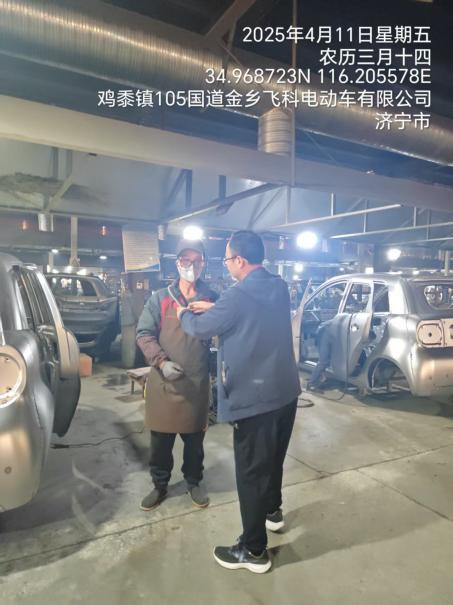 2025年4月11日星期五
农历三月十四
34.968723N 116.205578E
鸡黍镇105国道金乡飞科电动车有限公司
济宁市